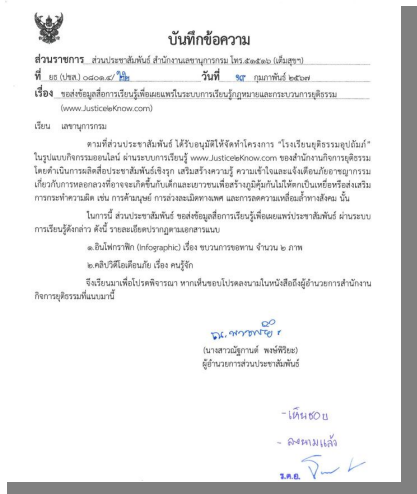 บันทึกข้อความ
ส่วนราชการ ส่วนประชาสัมพันธ์ สำนักงานเลขานุการกรม โทร.๕๑๕๑๖ (เต็มสุขฯ)
ที่ ยธ (ปชส.) ๐๘๐๑.๔/ วันที่ กุมภาพันธ์ ๒๕๖๗
เรื่อง ขอส่งข้อมูลสื่อการเรียนรู้เพื่อเผยแพร่ในระบบการเรียนรู้กฎหมายและกระบวนการยุติธรรม
(www.JusticeleKnow.com)
เรียน เลขานุการกรม
ตามที่ส่วนประชาสัมพันธ์ ได้รับอนุมัติให้จัดทำโครงการ "โรงเรียนยุติธรรมอุปถัมภ์"
ในรูปแบบกิจกรรมออนไลน์ ผ่านระบบการเรียนรู้ www.JusticeleKnow.com ของสำนักงานกิจการยุติธรรม
โดยดำเนินการผลิตสื่อประชาสัมพันธ์เชิงรุก เสริมสร้างความรู้ ความเข้าใจและแจ้งเตือนภัยอาชญากรรม
เกี่ยวกับการหลอกลวงที่อาจจะเกิดขึ้นกับเด็กและเยาวชนเพื่อสร้างภูมิคุ้มกันไม่ให้ตกเป็นเหยื่อหรือส่งเสริม
การกระทำความผิด เช่น การค้ามนุษย์ การล่วงละเมิดทางเพศ และการลดความเหลื่อมล้ำทางสังคม นั้น
ในการนี้ ส่วนประชาสัมพันธ์ ขอส่งข้อมูลสื่อการเรียนรู้เพื่อเผยแพร่ประชาสัมพันธ์ ผ่านระบบ
การเรียนรู้ดังกล่าว ดังนี้ รายละเอียดปรากฏตามเอกสารแนบ
๑.อินโฟกราฟิก (Infographic) เรื่อง ขบวนการขอทาน จำนวน ๒ ภาพ
๒.คลิปวิดีโอเตือนภัย เรื่อง คนรู้จัก
จึงเรียนมาเพื่อโปรดพิจารณา หากเห็นชอบโปรดลงนามในหนังสือถึงผู้อำนวยการสำนักงาน
กิจการยุติธรรมที่แนบมานี้
(นางสาวณัฐกานต์ พงษ์พิริยะ)
ผู้อำนวยการส่วนประชาสัมพันธ์
- เห็นชอบ
- ลงนามแล้ว
ร.ค.ย.